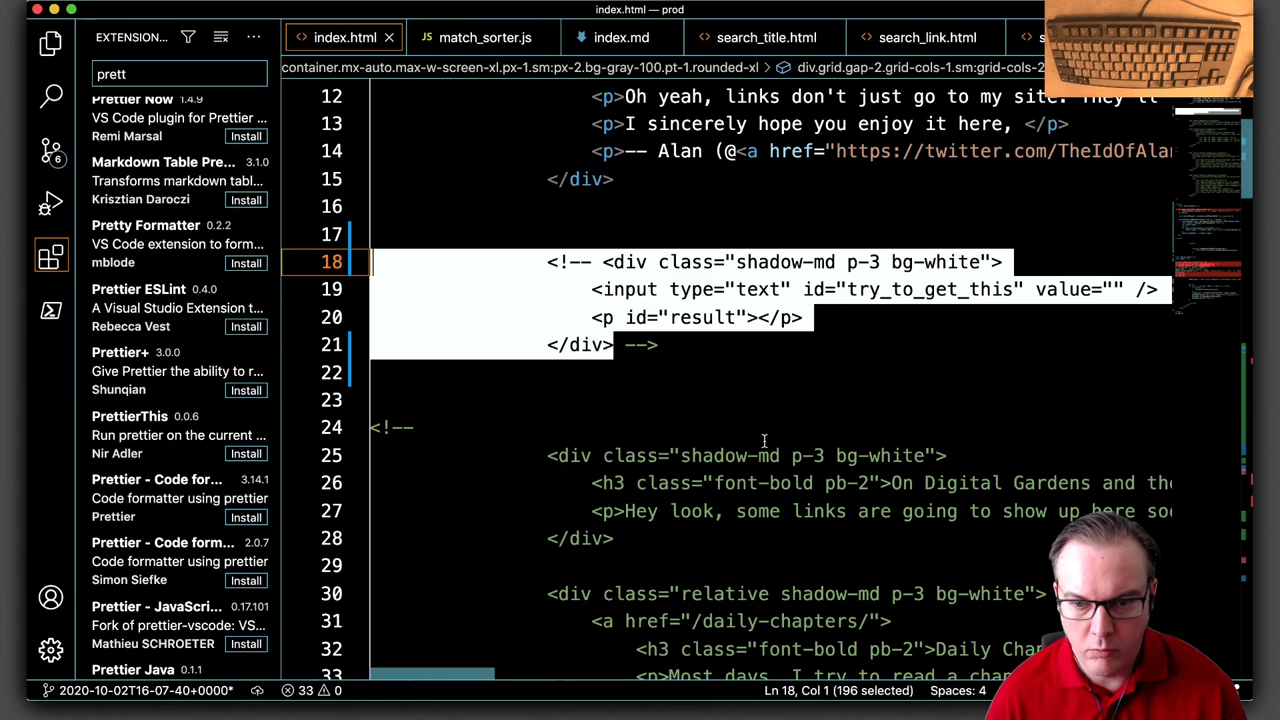 index.html — prod
EXTENSION...
index.html
match_sorter.js
index.md
search_title.html
search_link.html
prett
container.mx-auto.max-w-screen-xl.px-1.sm:px-2.bg-gray-100.pt-1.rounded-xl > div.grid.gap-2.grid-cols-1.sm:grid-cols-2
Prettier Now 1.4.9
VS Code plugin for Prettier ...
Remi Marsal Install
Markdown Table Pre... 3.1.0
Transforms markdown tabl...
Krisztian Daroczi Install
Pretty Formatter 0.2.2
VS Code extension to form...
mblode Install
Prettier ESLint 0.4.0
A Visual Studio Extension t...
Rebecca Vest Install
Prettier+ 3.0.0
Give Prettier the ability to r...
Shunqian Install
PrettierThis 0.0.6
Run prettier on the current ...
Nir Adler Install
Prettier - Code for... 3.14.1
Code formatter using prettier
Prettier Install
Prettier - Code form... 2.0.7
Code formatter using prettier
Simon Siefke Install
Prettier - JavaScri... 0.17.101
Fork of prettier-vscode: VS...
Mathieu SCHROETER Install
Prettier Java 0.1.1
12 <p>Oh yeah, links don't just go to my site. They'll
13 <p>I sincerely hope you enjoy it here, </p>
14 <p>-- Alan (@<a href="https://twitter.com/TheIdOfAlan
15 </div>
16
17
18 <!-- <div class="shadow-md p-3 bg-white">
19 <input type="text" id="try_to_get_this" value="" />
20 <p id="result"></p>
21 </div> -->
22
23
24 <!--
25 <div class="shadow-md p-3 bg-white">
26 <h3 class="font-bold pb-2">On Digital Gardens and the
27 <p>Hey look, some links are going to show up here soo
28 </div>
29
30 <div class="relative shadow-md p-3 bg-white">
31 <a href="/daily-chapters/">
32 <h3 class="font-bold pb-2">Daily Cha
33 <p>Most days, I try to read a chap
6
2020-10-02T16-07-40+0000*
33
0
Ln 18, Col 1 (196 selected)
Spaces: 4